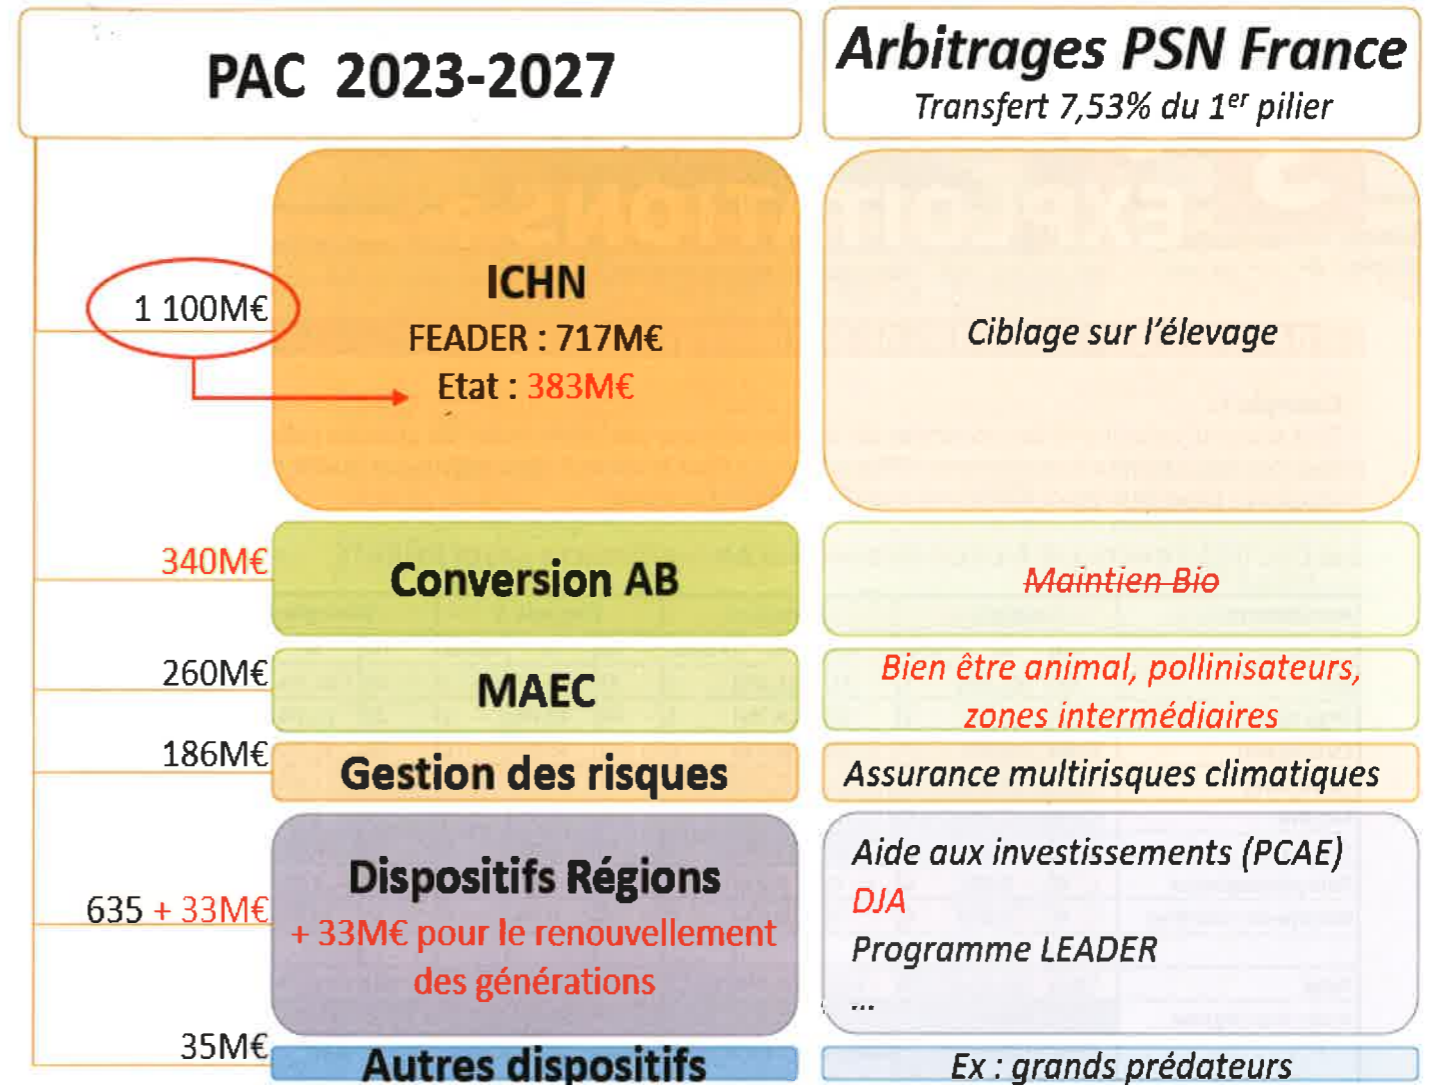 PAC 2023-2027
Arbitrages PSN France
Transfert 7,53% du 1er pilier
1 100M€
ICHN
FEADER : 717M€
Etat : 383M€
Ciblage sur l'élevage
340M€
Conversion AB
Maintien Bio
260M€
MAEC
Bien être animal, pollinisateurs,
zones intermédiaires
186M€
Gestion des risques
Assurance multirisques climatiques
635 + 33M€
Dispositifs Régions
+ 33M€ pour le renouvellement
des générations
Aide aux investissements (PCAE)
DJA
Programme LEADER
...
35M€
Autres dispositifs
Ex : grands prédateurs